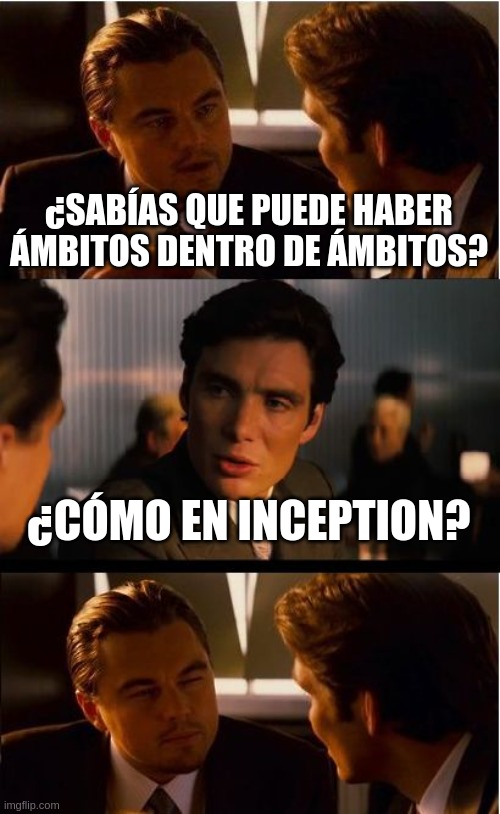 ¿SABÍAS QUE PUEDE HABER
ÁMBITOS DENTRO DE ÁMBITOS?
¿CÓMO EN INCEPTION?
imgflip.com